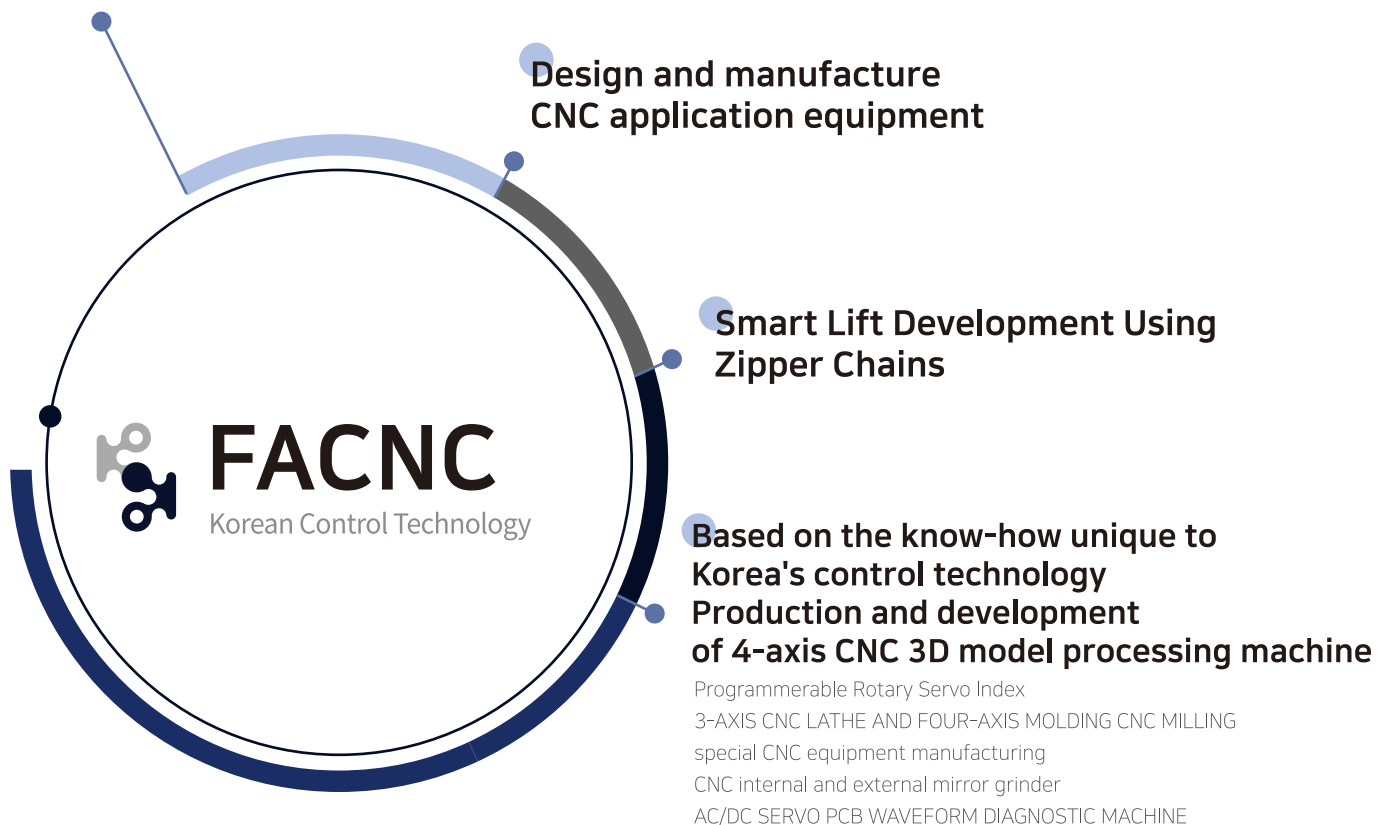 Design and manufacture
CNC application equipment
Smart Lift Development Using
Zipper Chains
FACNC
Korean Control Technology
Based on the know-how unique to
Korea's control technology
Production and development
of 4-axis CNC 3D model processing machine
Programmerable Rotary Servo Index
3-AXIS CNC LATHE AND FOUR-AXIS MOLDING CNC MILLING
special CNC equipment manufacturing
CNC internal and external mirror grinder
AC/DC SERVO PCB WAVEFORM DIAGNOSTIC MACHINE